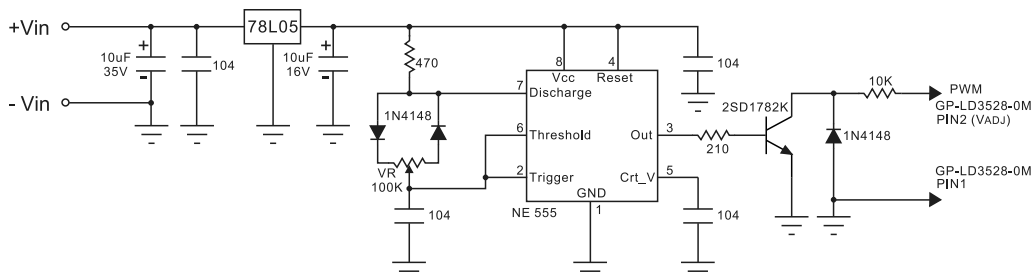 +Vin
78L05
10uF
35V
104
10uF
16V
470
8
Vcc
4
Reset
104
7
Discharge
1N4148
6
Threshold
Out
3
210
2SD1782K
10K
PWM
GP-LD3528-0M
PIN2 (VADJ)
1N4148
- Vin
VR
100K
2
Trigger
Crt_V
5
GND
1
NE 555
104
104
GP-LD3528-0M
PIN1